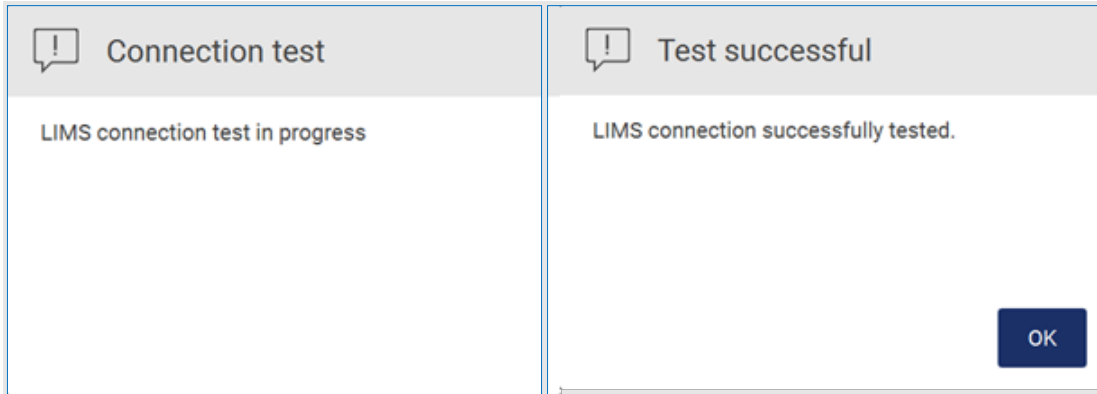 Connection test
LIMS connection test in progress
Test successful
LIMS connection successfully tested.
OK